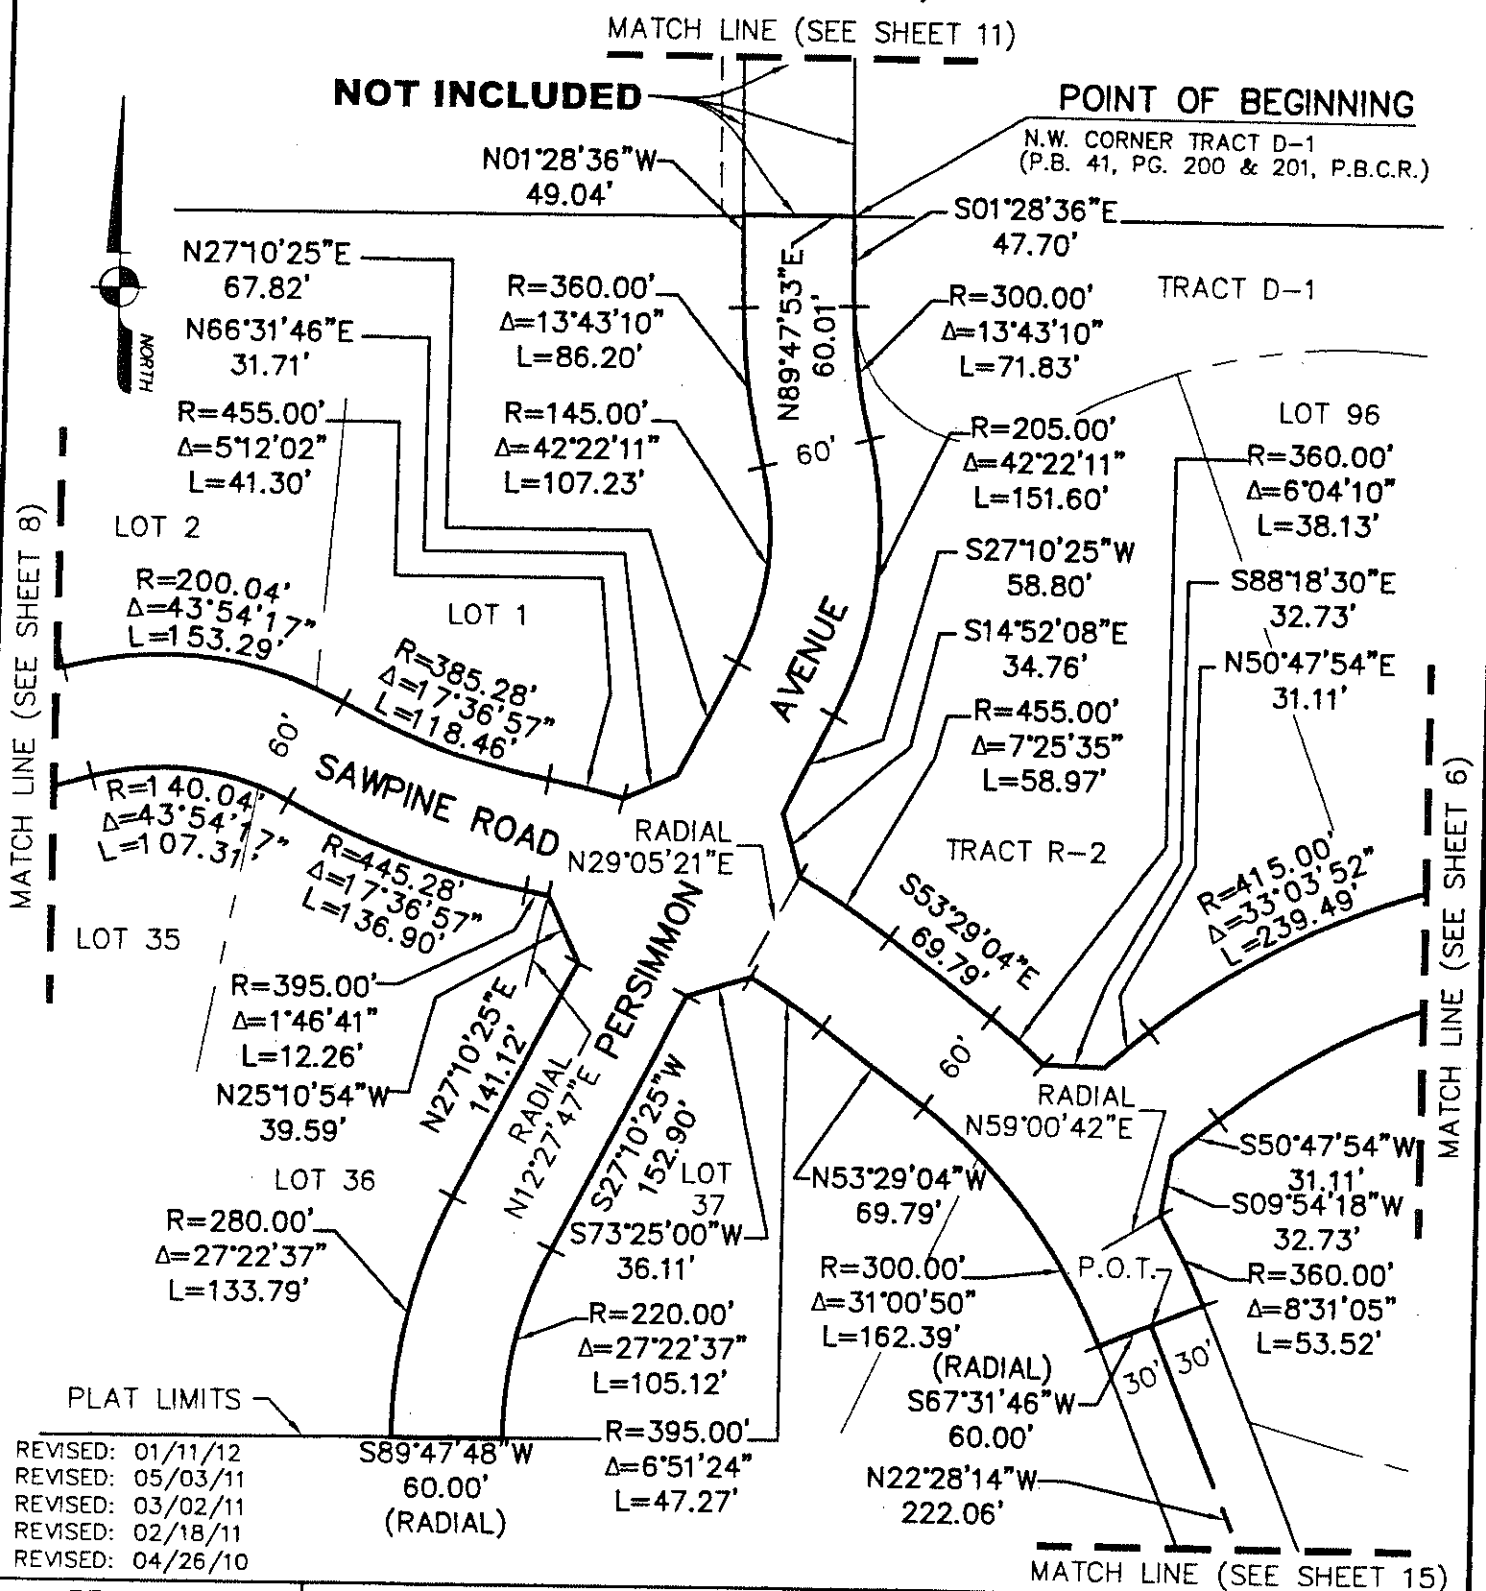 MATCH LINE (SEE SHEET 11)
NOT INCLUDED
POINT OF BEGINNING
N.W. CORNER TRACT D-1
(P.B. 41, PG. 200 & 201, P.B.C.R.)
N01°28'36"W
49.04'
S01°28'36"E
47.70'
N27°10'25"E
67.82'
R=360.00'
Δ=13°43'10"
L=86.20'
N89°47'53"E
60.01'
R=300.00'
Δ=13°43'10"
L=71.83'
TRACT D-1
NORTH
N66°31'46"E
31.71'
R=455.00'
Δ=5°12'02"
L=41.30'
R=145.00'
Δ=42°22'11"
L=107.23'
60'
R=205.00'
Δ=42°22'11"
L=151.60'
LOT 96
R=360.00'
Δ=6°04'10"
L=38.13'
MATCH LINE (SEE SHEET 8)
LOT 2
R=200.04'
Δ=43°54'17"
L=153.29'
LOT 1
R=385.28'
Δ=17°36'57"
L=118.46'
AVENUE
S27°10'25"W
58.80'
S88°18'30"E
32.73'
S14°52'08"E
34.76'
N50°47'54"E
31.11'
R=455.00'
Δ=7°25'35"
L=58.97'
60'
SAWPINE ROAD
R=140.04'
Δ=43°54'17"
L=107.31'
R=445.28'
Δ=17°36'57"
L=136.90'
RADIAL
N29°05'21"E
TRACT R-2
S53°29'04"E
69.79'
R=415.00'
Δ=33°03'52"
L=239.49'
MATCH LINE (SEE SHEET 6)
LOT 35
R=395.00'
Δ=1°46'41"
L=12.26'
N25°10'54"W
39.59'
N27°10'25"E
141.12'
RADIAL
N12°27'47"E
PERSIMMON
S27°10'25"W
152.90'
60'
RADIAL
N59°00'42"E
S50°47'54"W
31.11'
S09°54'18"W
32.73'
LOT 36
LOT
37
N53°29'04"W
69.79'
R=280.00'
Δ=27°22'37"
L=133.79'
S73°25'00"W
36.11'
R=300.00'
Δ=31°00'50"
L=162.39'
P.O.T.
R=360.00'
Δ=8°31'05"
L=53.52'
R=220.00'
Δ=27°22'37"
L=105.12'
(RADIAL)
S67°31'46"W
60.00'
30'
30'
PLAT LIMITS
S89°47'48"W
60.00'
(RADIAL)
R=395.00'
Δ=6°51'24"
L=47.27'
N22°28'14"W
222.06'
REVISED: 01/11/12
REVISED: 05/03/11
REVISED: 03/02/11
REVISED: 02/18/11
REVISED: 04/26/10
MATCH LINE (SEE SHEET 15)